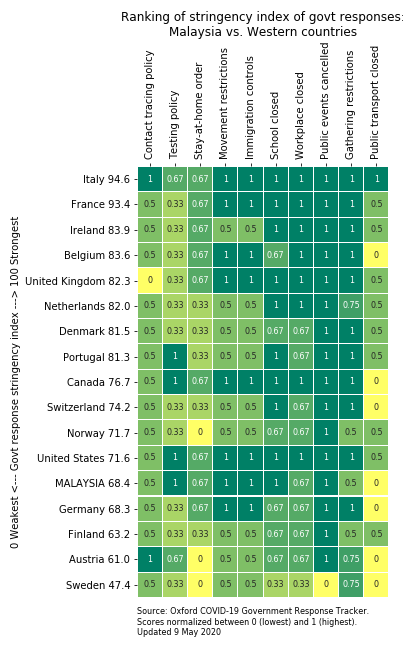 Ranking of stringency index of govt responses:
Malaysia vs. Western countries
Contact tracing policy
Testing policy
Stay-at-home order
Movement restrictions
Immigration controls
School closed
Workplace closed
Public events cancelled
Gathering restrictions
Public transport closed
0 Weakest <--- Govt response stringency index ---> 100 Strongest
Italy 94.6 1 0.67 0.67 1 1 1 1 1 1 1
France 93.4 0.5 0.33 0.67 1 1 1 1 1 1 0.5
Ireland 83.9 0.5 0.33 0.67 0.5 0.5 1 1 1 1 0.5
Belgium 83.6 0.5 0.33 0.67 1 1 0.67 1 1 1 0
United Kingdom 82.3 0 0.33 0.67 1 1 1 1 1 1 0.5
Netherlands 82.0 0.5 0.33 0.33 0.5 0.5 1 1 1 0.75 0.5
Denmark 81.5 0.5 0.33 0.33 0.5 0.5 0.67 0.67 1 1 0.5
Portugal 81.3 0.5 1 0.33 0.5 0.5 1 0.67 1 1 0.5
Canada 76.7 0.5 1 0.67 1 1 1 1 1 1 0
Switzerland 74.2 0.5 0.33 0.33 0.5 0.5 1 0.67 1 1 0
Norway 71.7 0.5 0.33 0 0.5 0.5 0.67 0.67 1 0.5 0.5
United States 71.6 0.5 1 0.67 1 1 1 1 1 1 0.5
MALAYSIA 68.4 0.5 1 0.67 1 1 1 0.67 1 0.5 0
Germany 68.3 0.5 0.33 0.67 1 1 0.67 0.67 1 1 0
Finland 63.2 0.5 0.33 0.33 0.5 0.5 0.67 0.67 1 0.5 0.5
Austria 61.0 1 0.67 0 0.5 0.5 0.67 0.67 1 0.75 0
Sweden 47.4 0.5 0.33 0 0.5 0.5 0.33 0.33 0 0.75 0
Source: Oxford COVID-19 Government Response Tracker.
Scores normalized between 0 (lowest) and 1 (highest).
Updated 9 May 2020